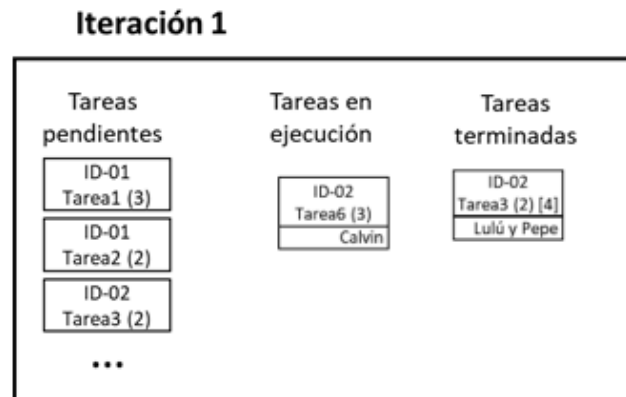 Iteración 1
Tareas pendientes
ID-01
Tarea1 (3)
ID-01
Tarea2 (2)
ID-02
Tarea3 (2)
...
Tareas en ejecución
ID-02
Tarea6 (3)
Calvin
Tareas terminadas
ID-02
Tarea3 (2) [4]
Lulú y Pepe